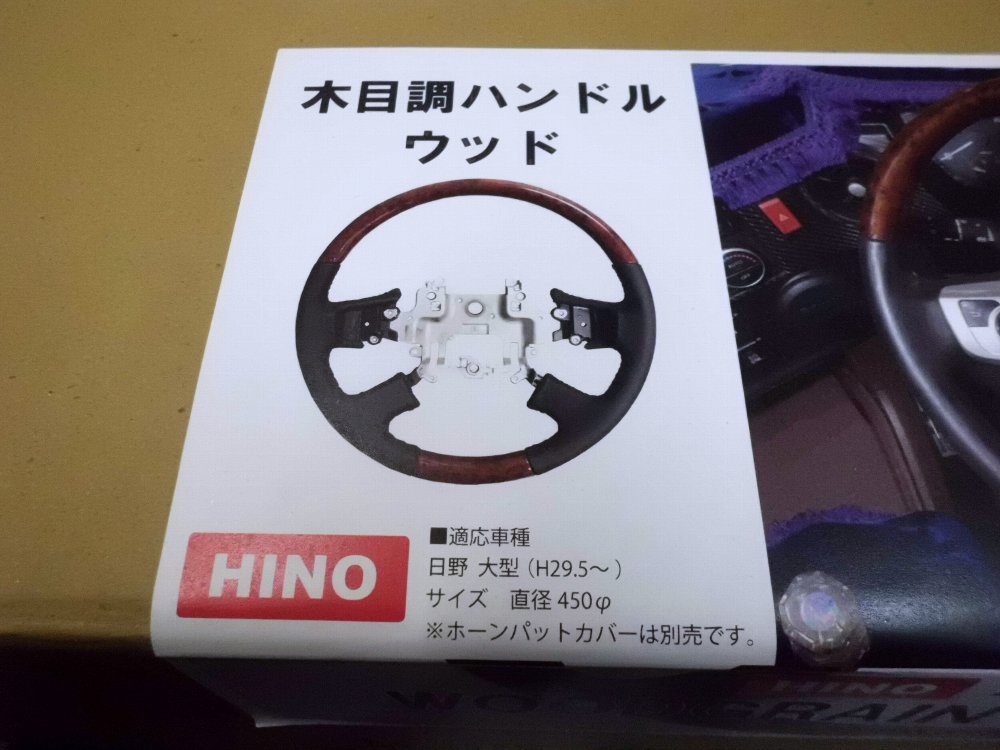 木目調ハンドル
ウッド
HINO
■適応車種
日野 大型（H29.5～）
サイズ　直径 450φ
※ホーンパットカバーは別売です。
HINO
WOODGRAIN